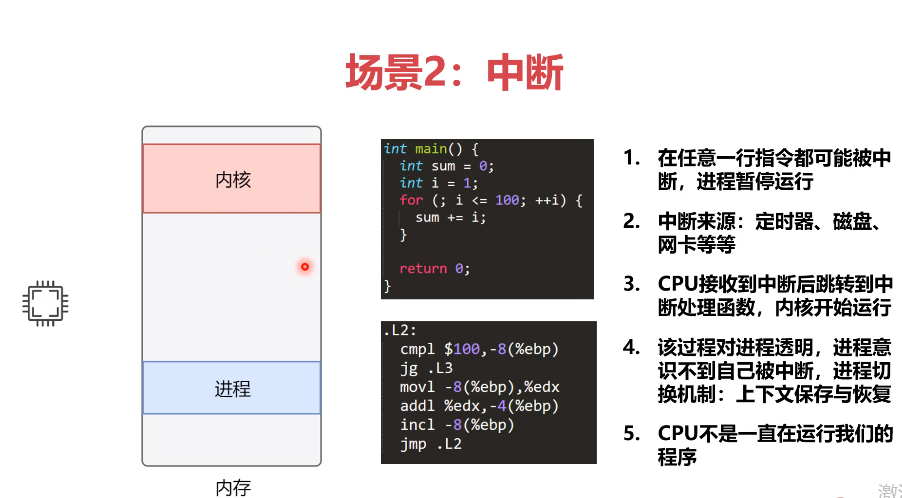 场景2：中断
内核
进程
内存
int main() {
int sum = 0;
int i = 1;
for (; i <= 100; ++i) {
sum += i;
}
return 0;
}
.L2:
cmpl $100,-8(%ebp)
jg .L3
movl -8(%ebp),%edx
addl %edx,-4(%ebp)
incl -8(%ebp)
jmp .L2
1. 在任意一行指令都可能被中
断，进程暂停运行
2. 中断来源：定时器、磁盘、
网卡等等
3. CPU接收到中断后跳转到中
断处理函数，内核开始运行
4. 该过程对进程透明，进程意
识不到自己被中断，进程切
换机制：上下文保存与恢复
5. CPU不是一直在运行我们的
程序